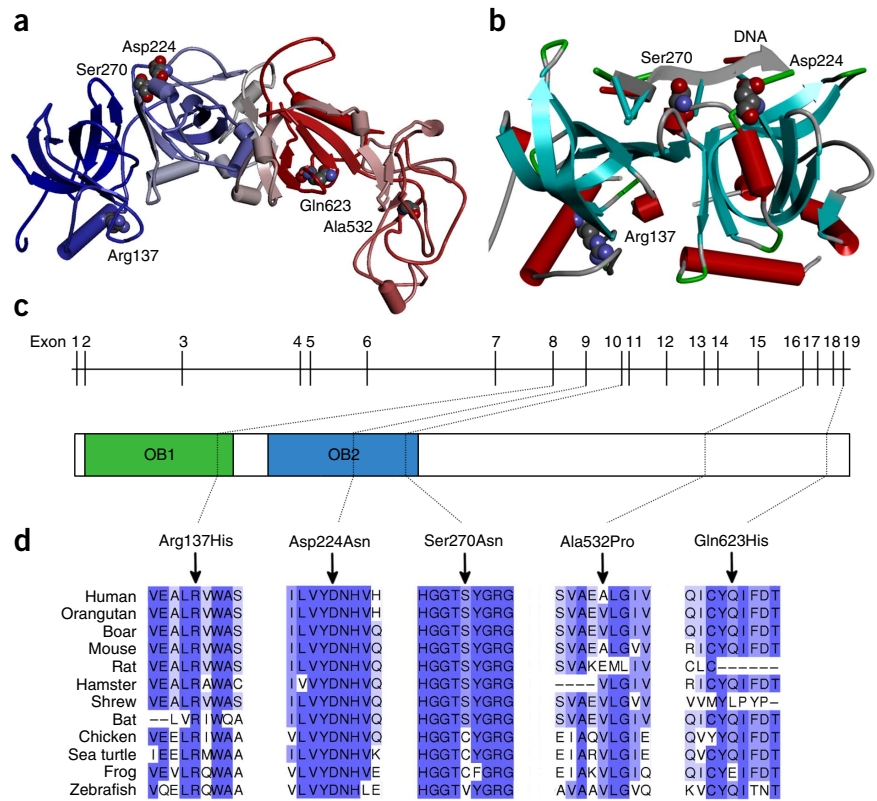 a
Asp224
Ser270
Gln623
Ala532
Arg137
b
DNA
Ser270
Asp224
Arg137
c
Exon 1 2 3 4 5 6 7 8 9 10 11 12 13 14 15 16 17 18 19
OB1 OB2
d
Arg137His Asp224Asn Ser270Asn Ala532Pro Gln623His
Human VEALRVWAS ILVYDNHVH HGGTSYGRG SVAEALGIV QICYQIFDT
Orangutan VEALRVWAS ILVYDNHVH HGGTSYGRG SVAEVLGIV QICYQIFDT
Boar VEALRVWAS ILVYDNHVQ HGGTSYGRG SVAEVLGIV QICYQIFDT
Mouse VEALRVWAS ILVYDNHVQ HGGTSYGRG SVAEALGVV RICYQIFDT
Rat VEALRVWAS ILVYDNHVQ HGGTSYGRG SVAKEMLIV CLC------
Hamster VEALRAWAC IVVYDNHVQ HGGTSYGRG ----VLGIV RICYQIFDT
Shrew VEALRVWAS ILVYDNHVQ HGGTSYGRG SVAEVLGVV VVMYLPYP-
Bat --LVRIWQA ILVYDNHVQ HGGTSYGRG SVAEVLGIV QICYQIFDT
Chicken VEELRIWAA VLVYDNHVQ HGGTCYGRG EIAQVLGIE QVYYQIFDT
Sea turtle IEELRMWAA ILVYDNHVK HGGTCYGRG EIARVLGIE QVCYQIFDT
Frog VEVLRQWAA VLVYDNHVE HGGTCFGRG EIAKVLGIQ QICYEIFDT
Zebrafish VQELRQWAA VLVYDNHLE HGGTVYGRG AVAAVLGVQ KVCYQITNT